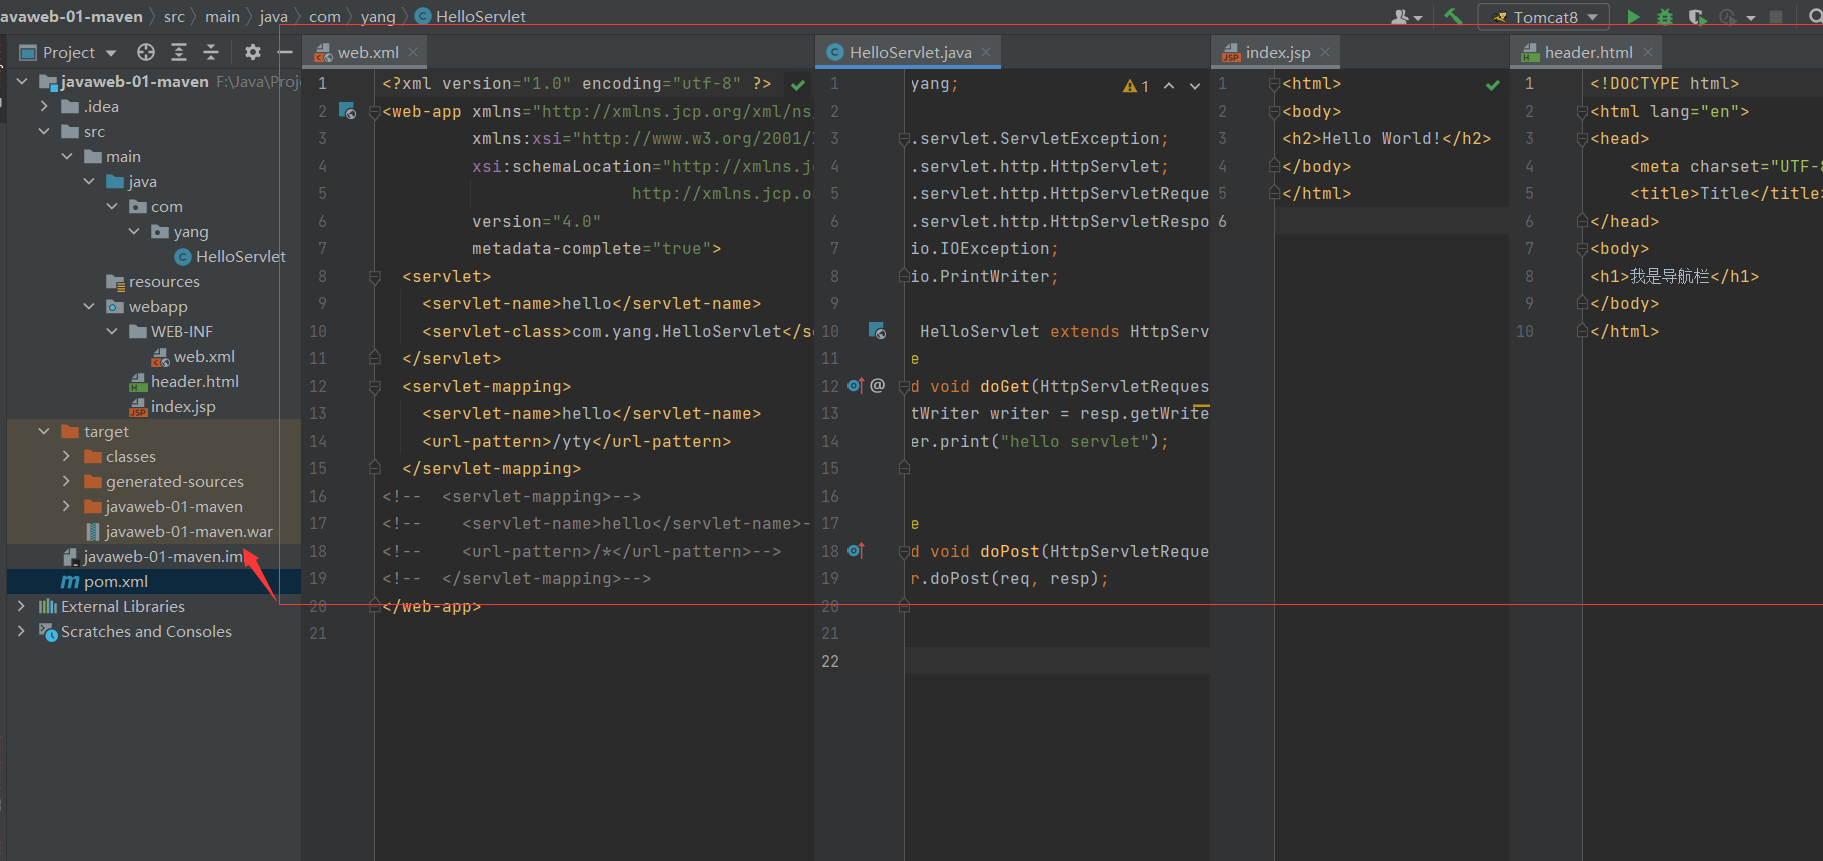 avaweb-01-maven 〉 src 〉 main 〉 java 〉 com 〉 yang 〉 HelloServlet
Tomcat8
Project
javaweb-01-maven F:\Java\Proj
.idea
src
main
java
com
yang
HelloServlet
resources
webapp
WEB-INF
web.xml
header.html
index.jsp
target
classes
generated-sources
javaweb-01-maven
javaweb-01-maven.war
javaweb-01-maven.im
pom.xml
External Libraries
Scratches and Consoles
web.xml
1 <?xml version="1.0" encoding="utf-8" ?>
2 <web-app xmlns="http://xmlns.jcp.org/xml/ns
3 xmlns:xsi="http://www.w3.org/2001/
4 xsi:schemaLocation="http://xmlns.j
5 http://xmlns.jcp.o
6 version="4.0"
7 metadata-complete="true">
8 <servlet>
9 <servlet-name>hello</servlet-name>
10 <servlet-class>com.yang.HelloServlet</s
11 </servlet>
12 <servlet-mapping>
13 <servlet-name>hello</servlet-name>
14 <url-pattern>/yty</url-pattern>
15 </servlet-mapping>
16 <!-- <servlet-mapping>-->
17 <!-- <servlet-name>hello</servlet-name>-
18 <!-- <url-pattern>/*</url-pattern>-->
19 <!-- </servlet-mapping>-->
20 </web-app>
21
HelloServlet.java
1 yang; 1
2
3 .servlet.ServletException;
4 .servlet.http.HttpServlet;
5 .servlet.http.HttpServletReque
6 .servlet.http.HttpServletRespo
7 io.IOException;
8 io.PrintWriter;
9
10 HelloServlet extends HttpServ
11 e
12 @ d void doGet(HttpServletReques
13 tWriter writer = resp.getWrite
14 er.print("hello servlet");
15
16
17 e
18 d void doPost(HttpServletReque
19 r.doPost(req, resp);
20
21
22
index.jsp
1 <html>
2 <body>
3 <h2>Hello World!</h2>
4 </body>
5 </html>
6
header.html
1 <!DOCTYPE html>
2 <html lang="en">
3 <head>
4 <meta charset="UTF-8
5 <title>Title</title>
6 </head>
7 <body>
8 <h1>我是导航栏</h1>
9 </body>
10 </html>